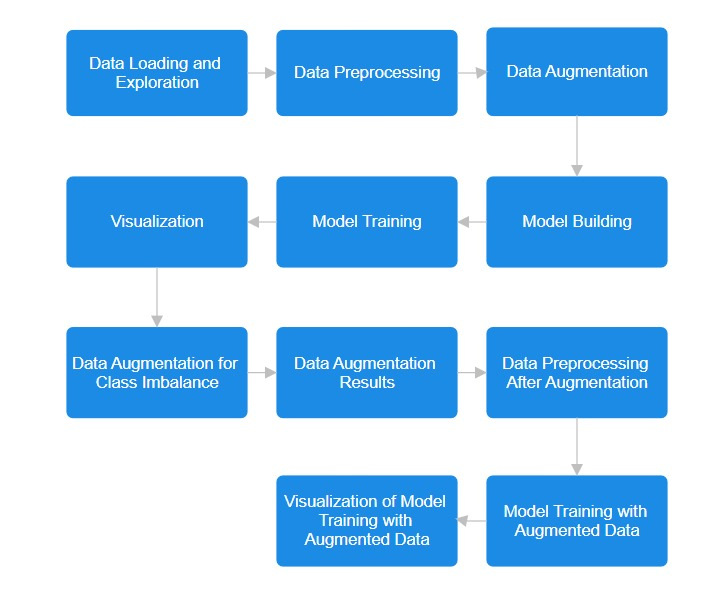 Data Loading and
Exploration
Data Preprocessing
Data Augmentation
Visualization
Model Training
Model Building
Data Augmentation for
Class Imbalance
Data Augmentation
Results
Data Preprocessing
After Augmentation
Visualization of Model
Training with
Augmented Data
Model Training with
Augmented Data